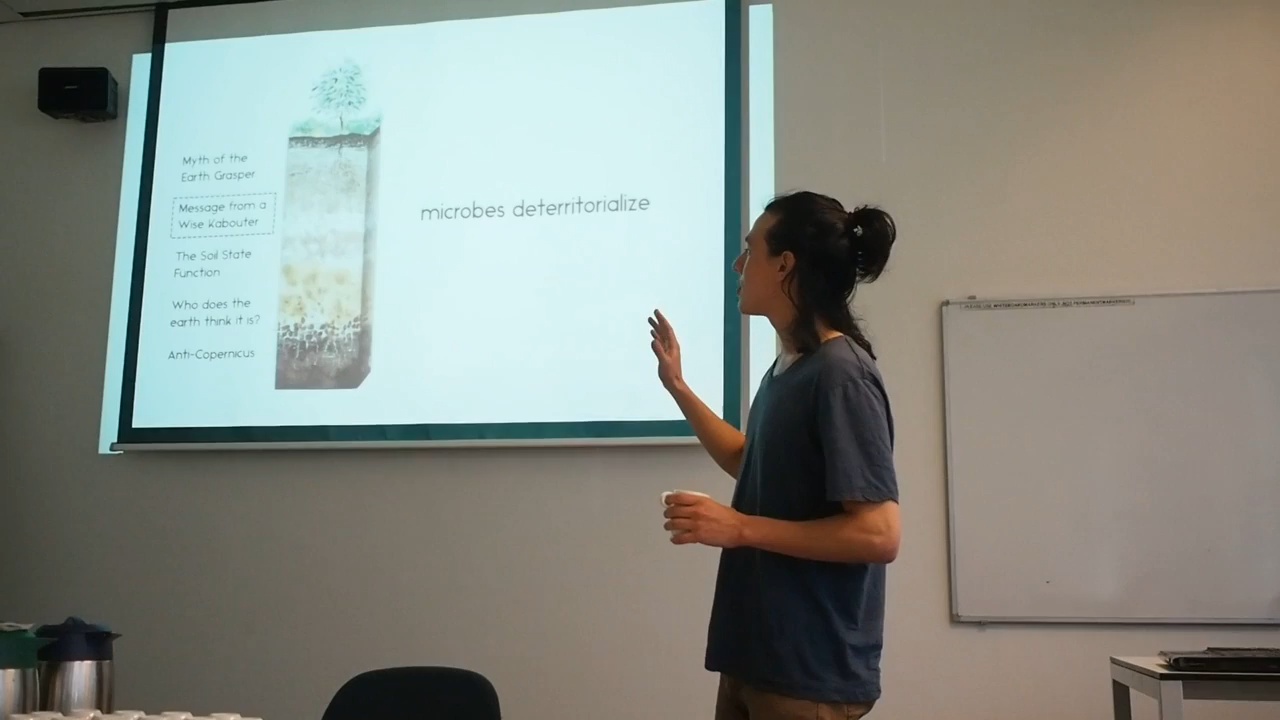 Myth of the
Earth Grasper
Message from a
Wise Kabouter
The Soil State
Function
Who does the
earth think it is?
Anti-Copernicus
microbes deterritorialize